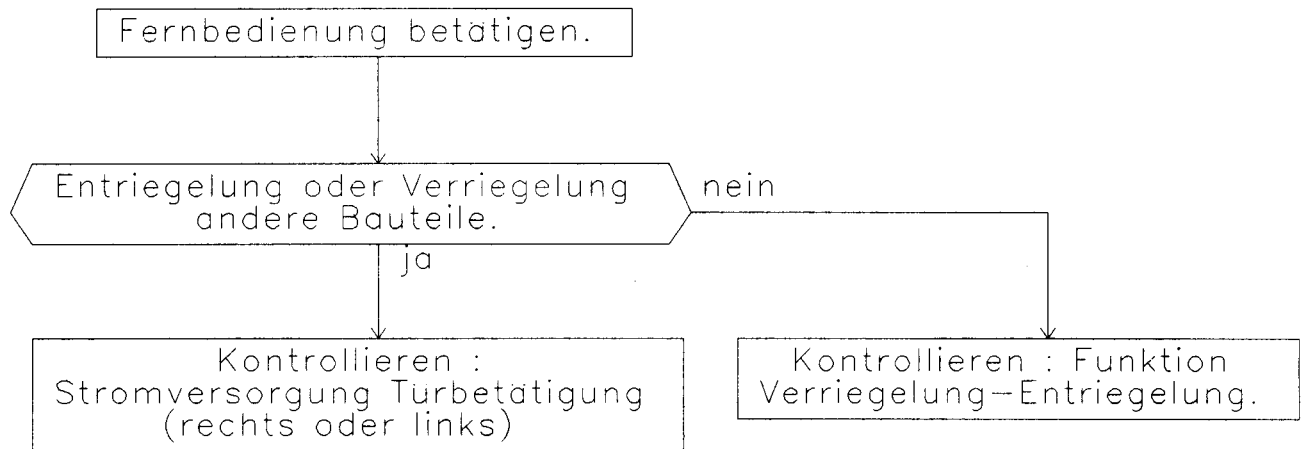 Fernbedienung betätigen.
Entriegelung oder Verriegelung
andere Bauteile.
nein
ja
Kontrollieren :
Stromversorgung Türbetätigung
(rechts oder links)
Kontrollieren : Funktion
Verriegelung-Entriegelung.